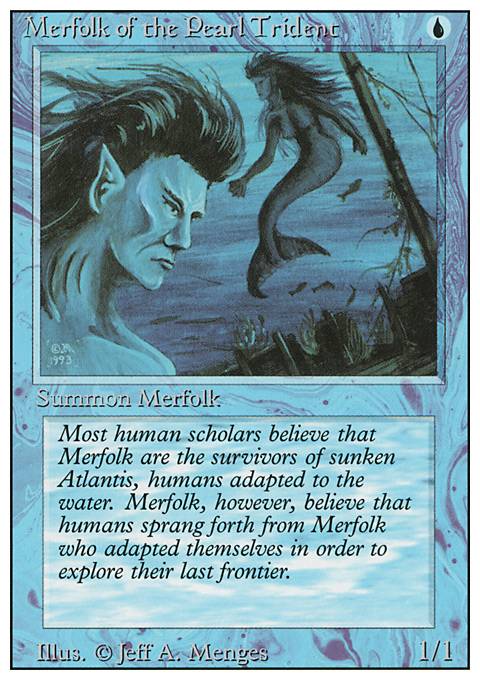 Merfolk of the Pearl Trident
© 1993
Summon Merfolk
Most human scholars believe that
Merfolk are the survivors of sunken
Atlantis, humans adapted to the
water. Merfolk, however, believe that
humans sprang forth from Merfolk
who adapted themselves in order to
explore their last frontier.
Illus. © Jeff A. Menges
1/1